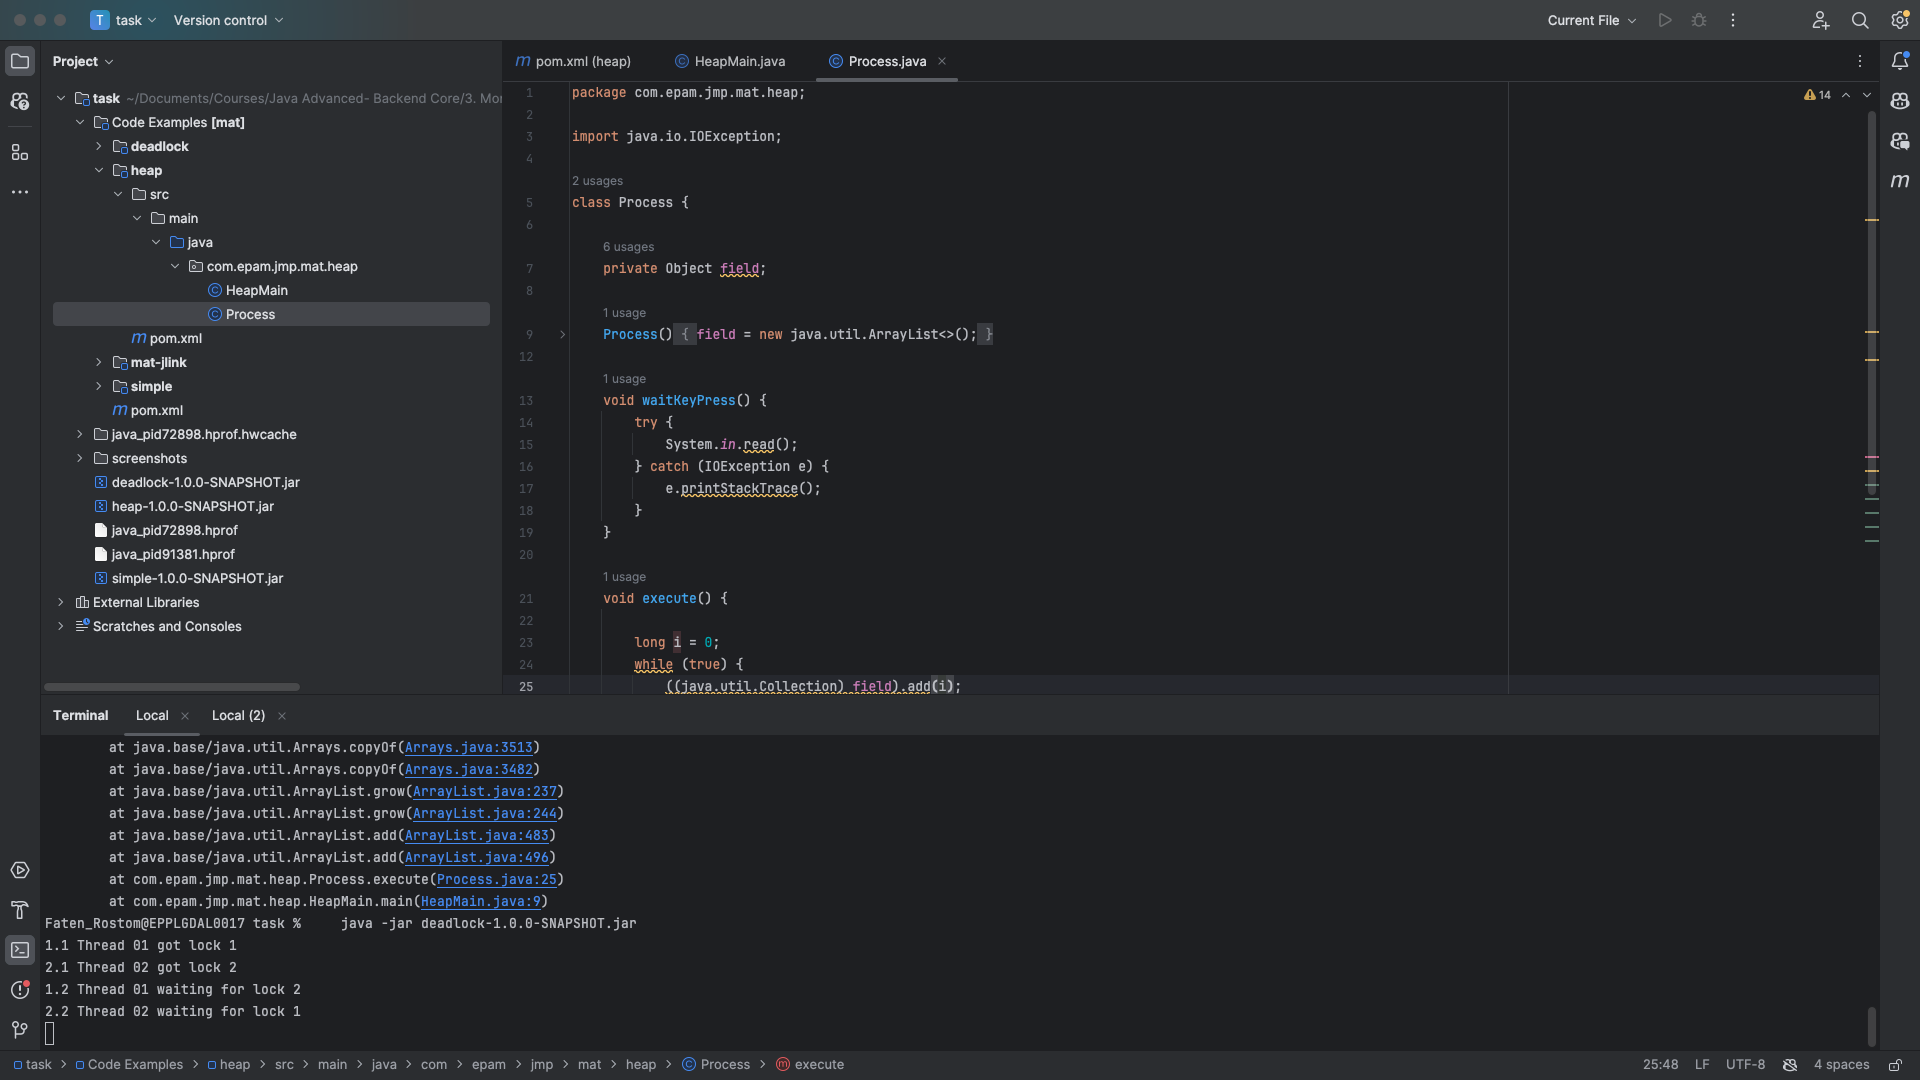 T task
Version control
Current File
Project
task ~/Documents/Courses/Java Advanced- Backend Core/3. Mor
Code Examples [mat]
deadlock
heap
src
main
java
com.epam.jmp.mat.heap
HeapMain
Process
m pom.xml
mat-jlink
simple
m pom.xml
java_pid72898.hprof.hwcache
screenshots
deadlock-1.0.0-SNAPSHOT.jar
heap-1.0.0-SNAPSHOT.jar
java_pid72898.hprof
java_pid91381.hprof
simple-1.0.0-SNAPSHOT.jar
External Libraries
Scratches and Consoles
m pom.xml (heap)
HeapMain.java
Process.java
14
1 package com.epam.jmp.mat.heap;
2
3 import java.io.IOException;
4
2 usages
5 class Process {
6
6 usages
7 private Object field;
8
1 usage
9 Process() { field = new java.util.ArrayList<>(); }
12
1 usage
13 void waitKeyPress() {
14 try {
15 System.in.read();
16 } catch (IOException e) {
17 e.printStackTrace();
18 }
19 }
20
1 usage
21 void execute() {
22
23 long i = 0;
24 while (true) {
25 ((java.util.Collection) field).add(i);
m
Terminal
Local
Local (2)
at java.base/java.util.Arrays.copyOf(Arrays.java:3513)
at java.base/java.util.Arrays.copyOf(Arrays.java:3482)
at java.base/java.util.ArrayList.grow(ArrayList.java:237)
at java.base/java.util.ArrayList.grow(ArrayList.java:244)
at java.base/java.util.ArrayList.add(ArrayList.java:483)
at java.base/java.util.ArrayList.add(ArrayList.java:496)
at com.epam.jmp.mat.heap.Process.execute(Process.java:25)
at com.epam.jmp.mat.heap.HeapMain.main(HeapMain.java:9)
Faten_Rostom@EPPLGDAL0017 task % java -jar deadlock-1.0.0-SNAPSHOT.jar
1.1 Thread 01 got lock 1
2.1 Thread 02 got lock 2
1.2 Thread 01 waiting for lock 2
2.2 Thread 02 waiting for lock 1
task > Code Examples > heap > src > main > java > com > epam > jmp > mat > heap > Process > execute
25:48 LF UTF-8 4 spaces